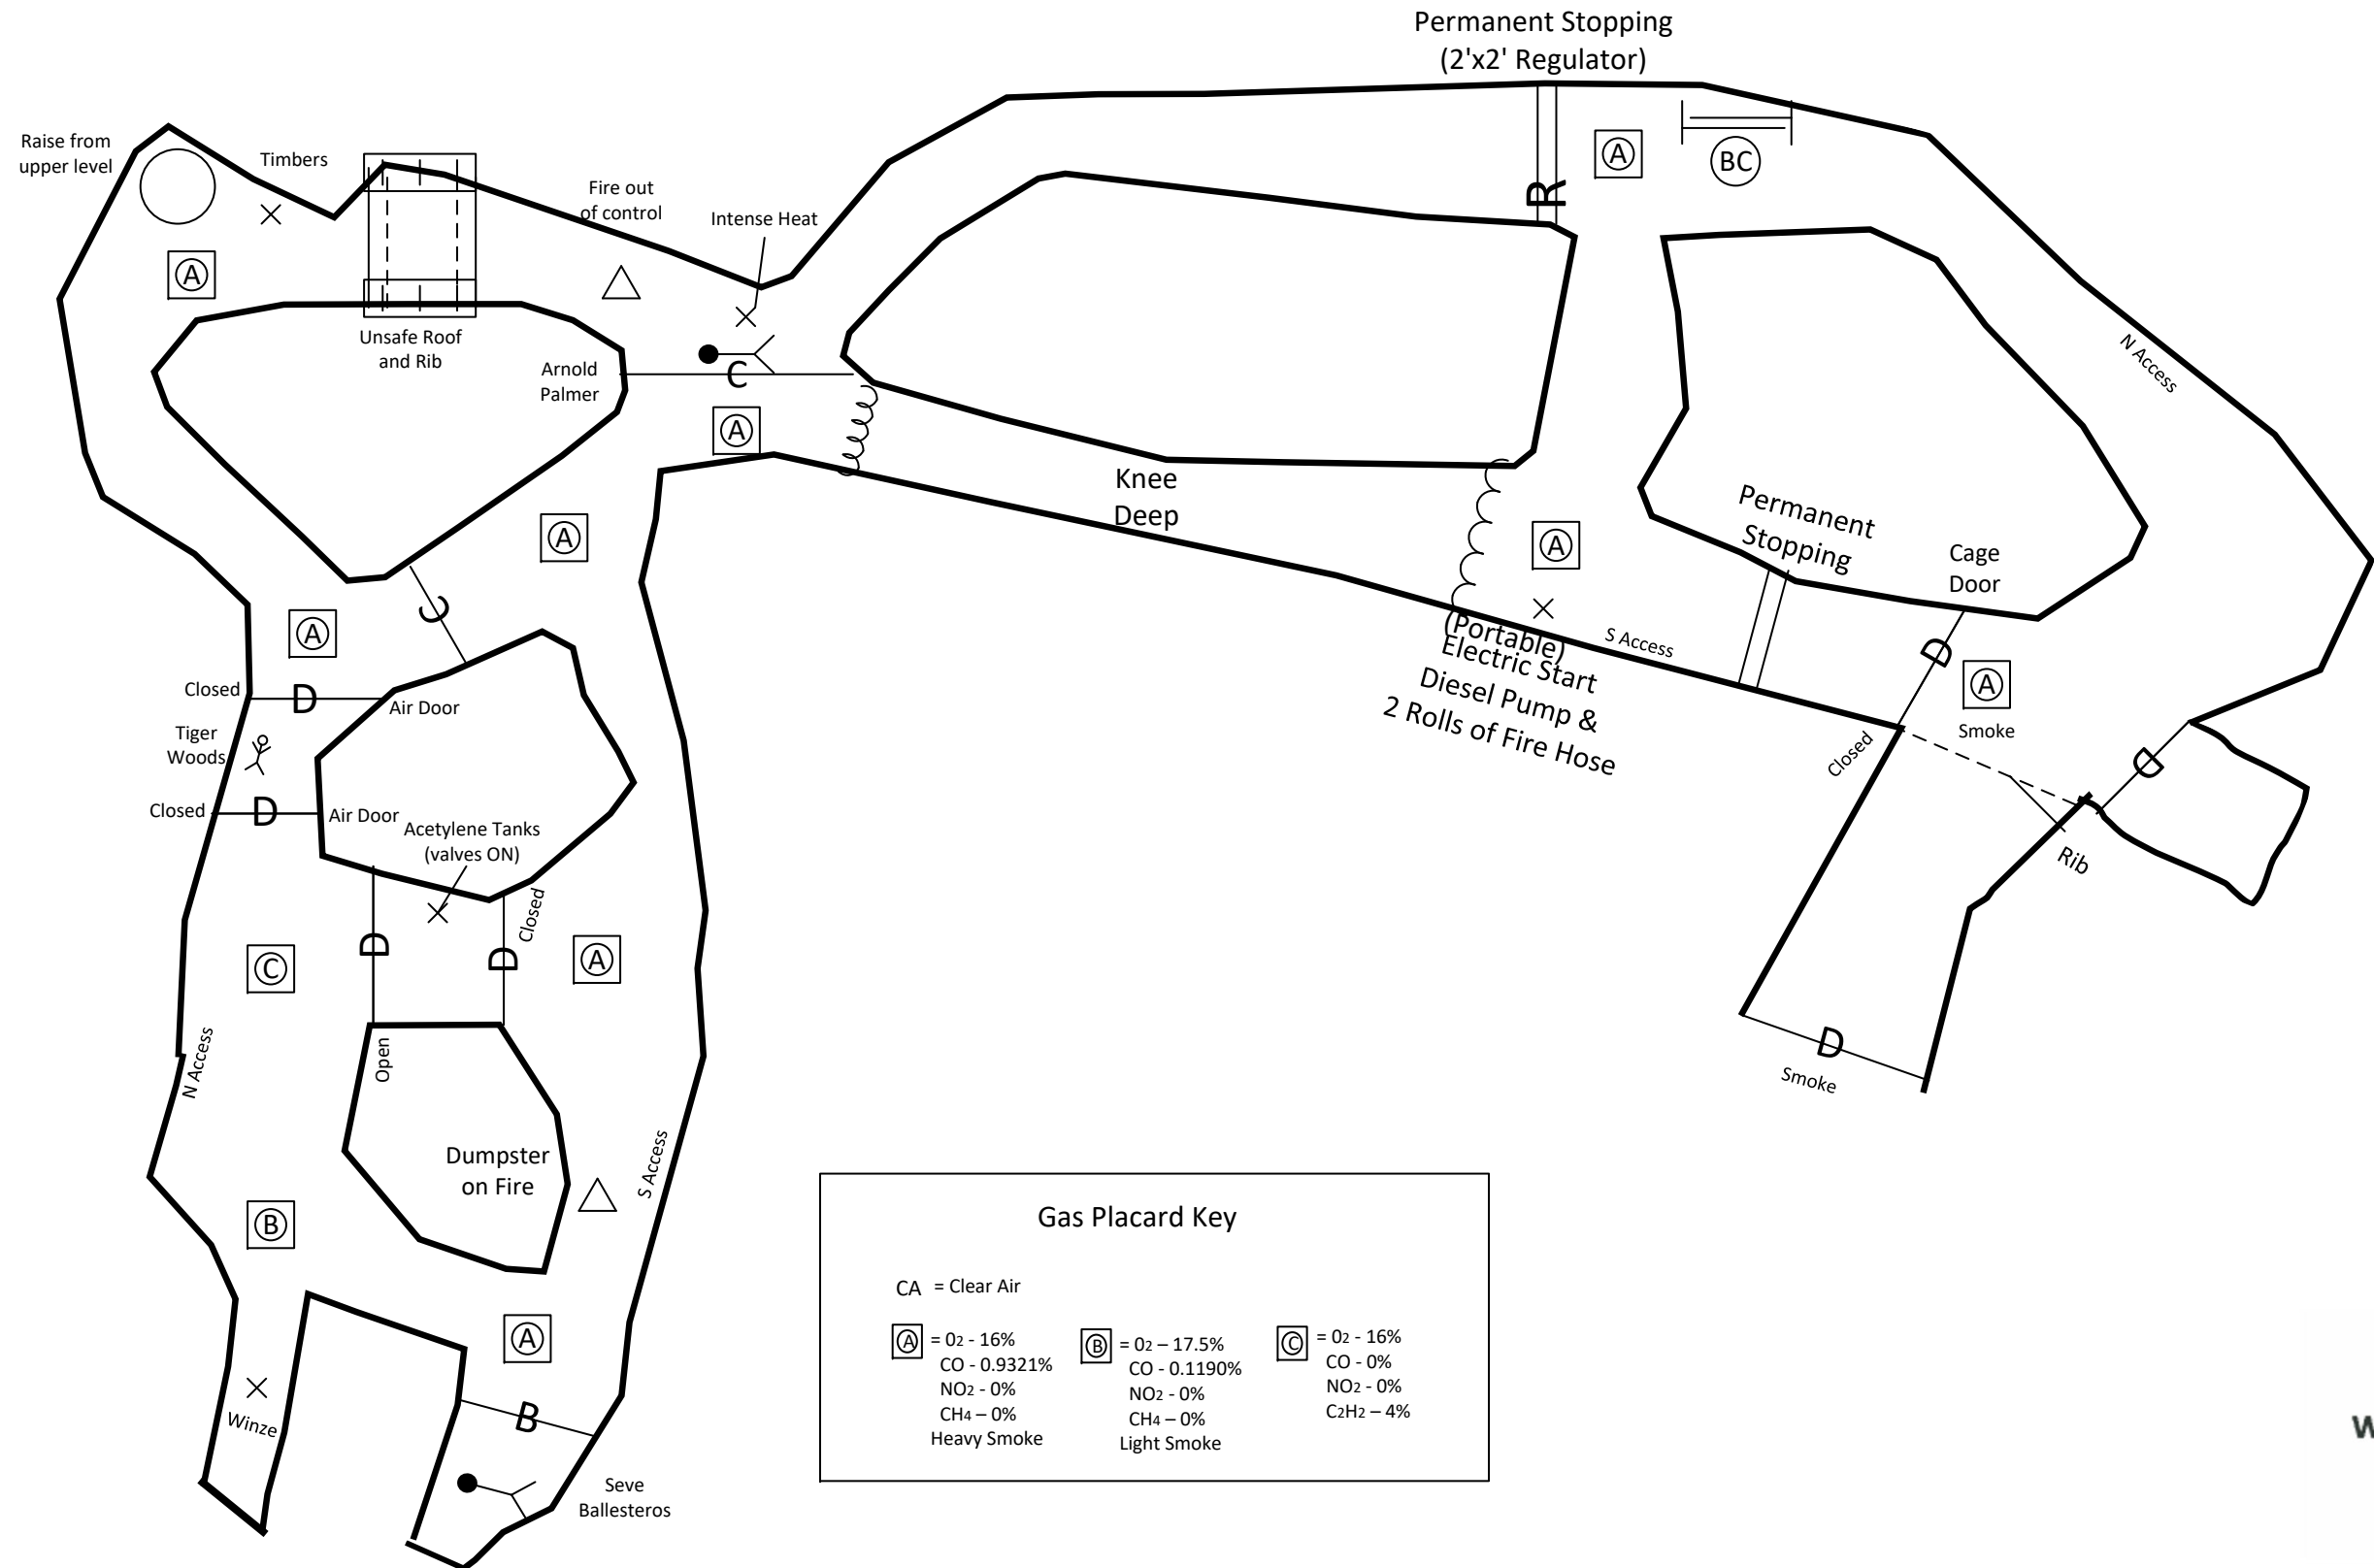 Permanent Stopping
(2'x2' Regulator)
Raise from
upper level
Timbers
Fire out
of control
Intense Heat
A
BC
R
A
Unsafe Roof
and Rib
Arnold
Palmer
C
A
N Access
Knee
Deep
Permanent
Stopping
Cage
Door
A
A
C
A
(Portable)
Electric Start
Diesel Pump &
2 Rolls of Fire Hose
S Access
D
A
Smoke
Closed
D
Rib
D
Smoke
Closed
D
Air Door
Tiger
Woods
Closed
D
Air Door
Acetylene Tanks
(valves ON)
Closed
D
D
C
A
Open
N Access
Dumpster
on Fire
S Access
B
A
Winze
B
Seve
Ballesteros
Gas Placard Key
CA = Clear Air
A = 02 - 16%
CO - 0.9321%
NO2 - 0%
CH4 – 0%
Heavy Smoke
B = 02 – 17.5%
CO - 0.1190%
NO2 - 0%
CH4 – 0%
Light Smoke
C = 02 - 16%
CO - 0%
NO2 - 0%
C2H2 – 4%
W